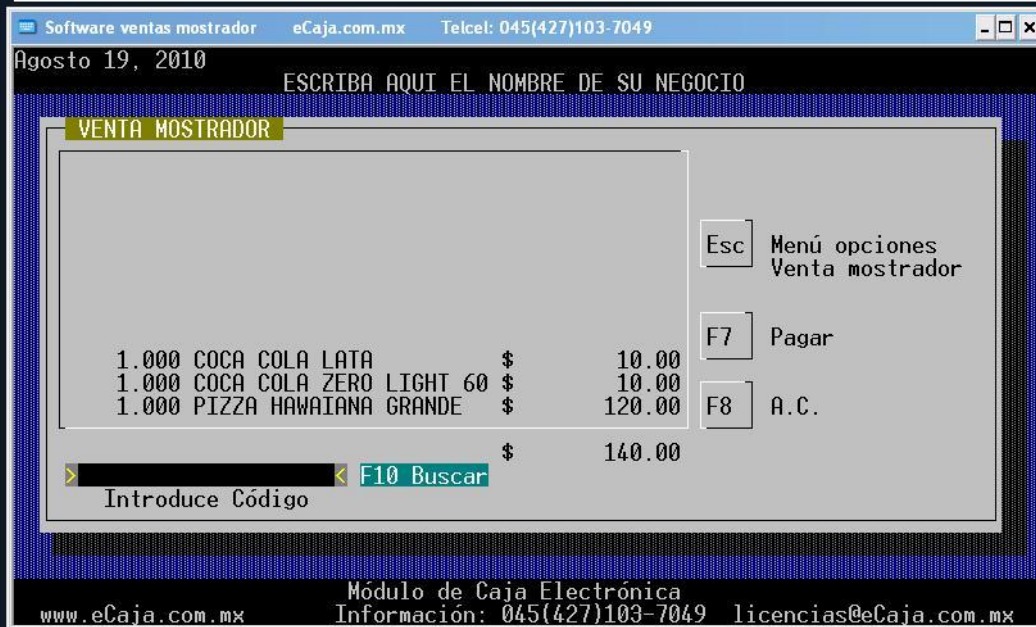 Software ventas mostrador eCaja.com.mx Telcel: 045(427)103-7049
Agosto 19, 2010
ESCRIBA AQUI EL NOMBRE DE SU NEGOCIO
VENTA MOSTRADOR
Esc Menú opciones
Venta mostrador
F7 Pagar
1.000 COCA COLA LATA $ 10.00
1.000 COCA COLA ZERO LIGHT 60 $ 10.00
1.000 PIZZA HAWAIANA GRANDE $ 120.00
F8 A.C.
$ 140.00
> < F10 Buscar
Introduce Código
Módulo de Caja Electrónica
www.eCaja.com.mx Información: 045(427)103-7049 licencias@eCaja.com.mx